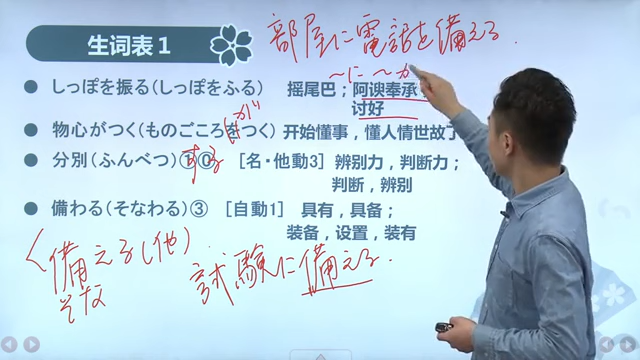 生词表1
部屋に電話を備える.
～に～が
● しっぽを振る(しっぽをふる) 摇尾巴;阿谀奉承
讨好
が
● 物心がつく(ものごころをつく) 开始懂事,懂人情世故了
● 分別(ふんべつ)①⓪ する [名・他動3] 辨别力,判断力;
判断,辨别
● 備わる(そなわる)③ [自動1] 具有,具备;
装备,设置,装有
備える(他)
そな
試験に備える.